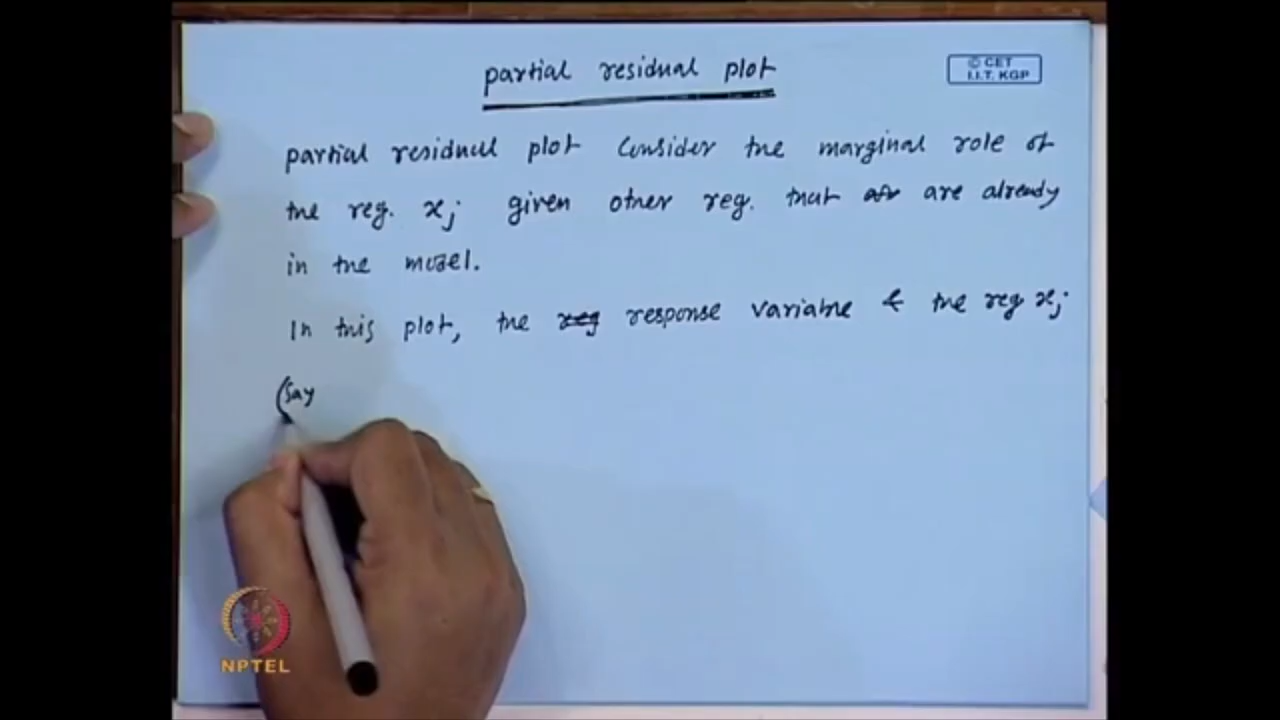 partial residual plot
© CET
I.I.T. KGP
partial residual plot Consider the marginal role of
the reg. xj given other reg. that are already
in the model.
In this plot, the reg response variable & the reg xj
(Say
NPTEL